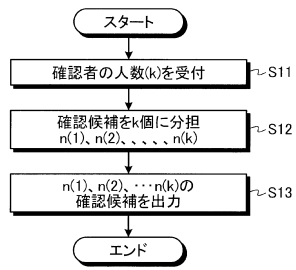 スタート
確認者の人数(k)を受付
S11
確認候補をk個に分担
n(1)、n(2)、、、、、n(k)
S12
n(1)、n(2)、・・・n(k)の
確認候補を出力
S13
エンド